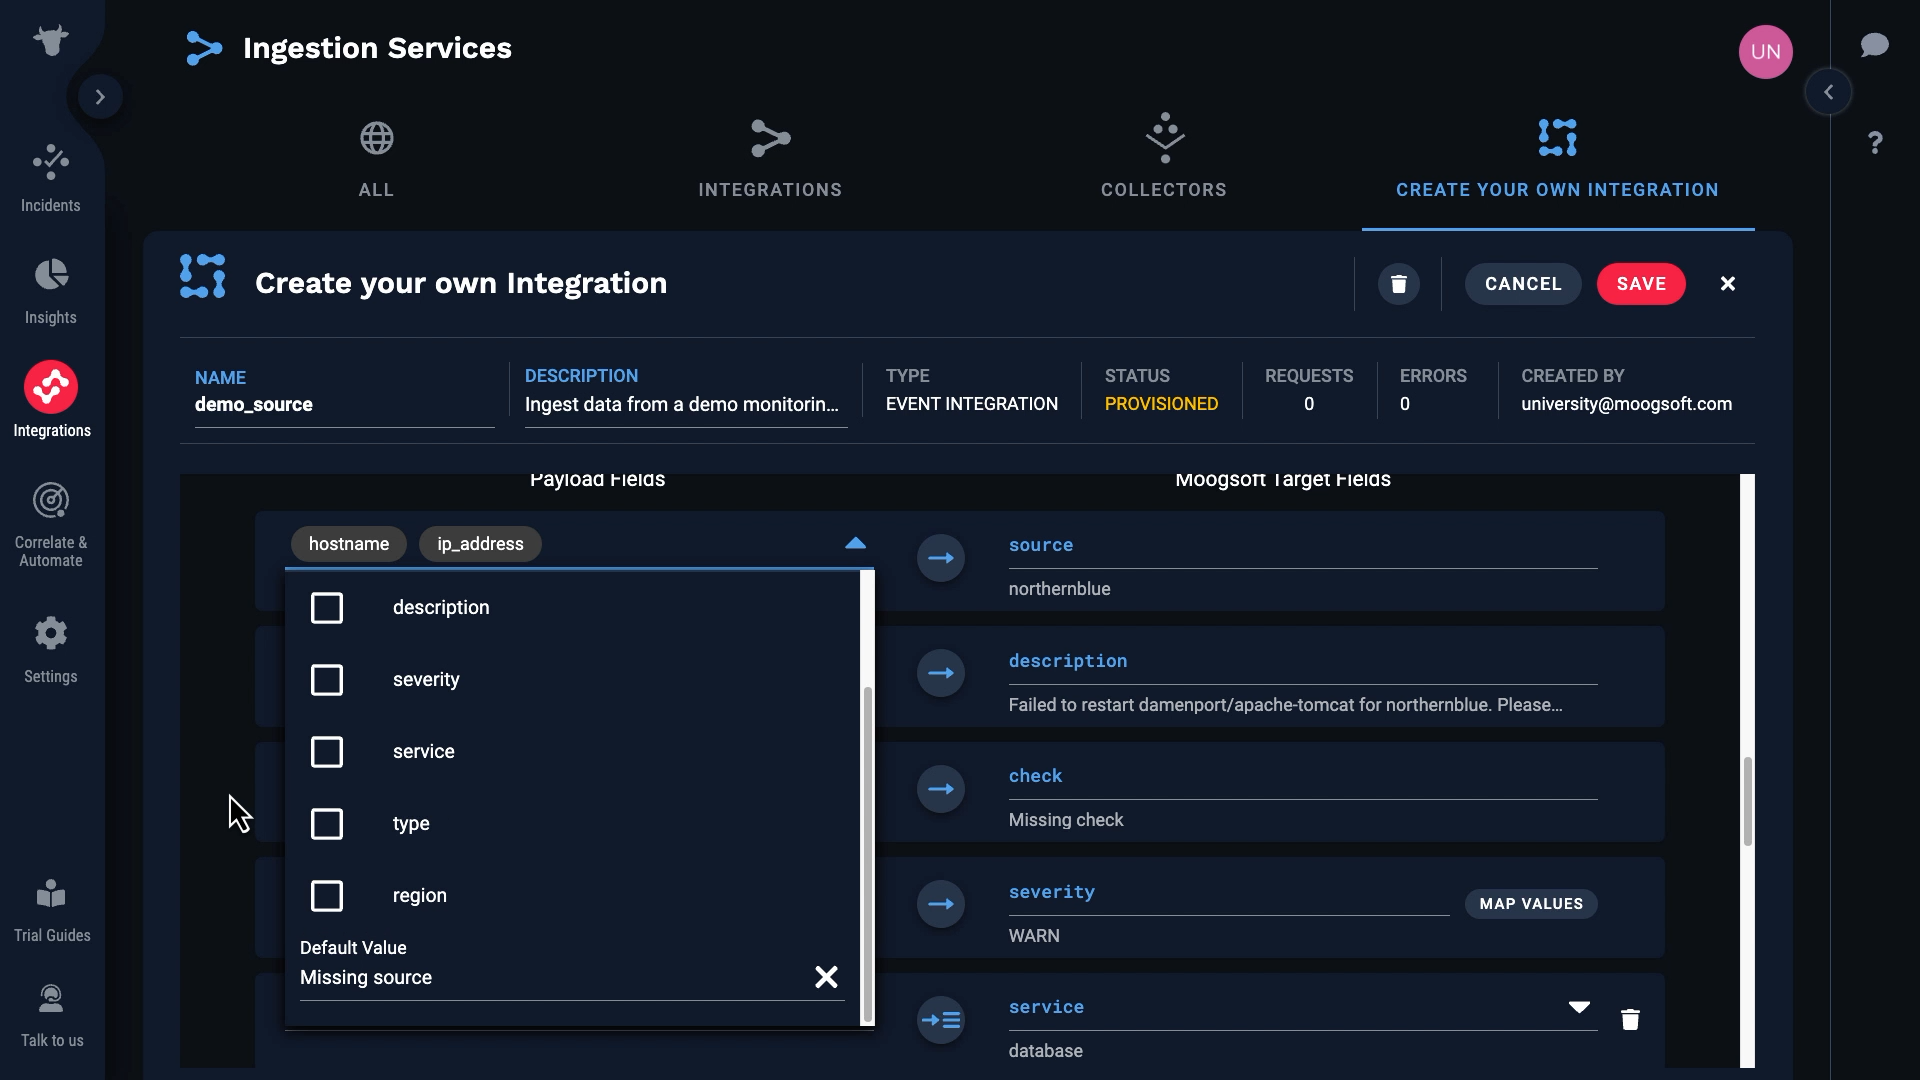 Ingestion Services
UN
ALL
INTEGRATIONS
COLLECTORS
CREATE YOUR OWN INTEGRATION
Incidents
Insights
Integrations
Correlate &
Automate
Settings
Trial Guides
Talk to us
?
Create your own Integration
CANCEL
SAVE
NAME
demo_source
DESCRIPTION
Ingest data from a demo monitorin...
TYPE
EVENT INTEGRATION
STATUS
PROVISIONED
REQUESTS
0
ERRORS
0
CREATED BY
university@moogsoft.com
Payload Fields
Moogsoft Target Fields
hostname
ip_address
description
severity
service
type
region
Default Value
Missing source
source
northernblue
description
Failed to restart damenport/apache-tomcat for northernblue. Please...
check
Missing check
severity
MAP VALUES
WARN
service
database